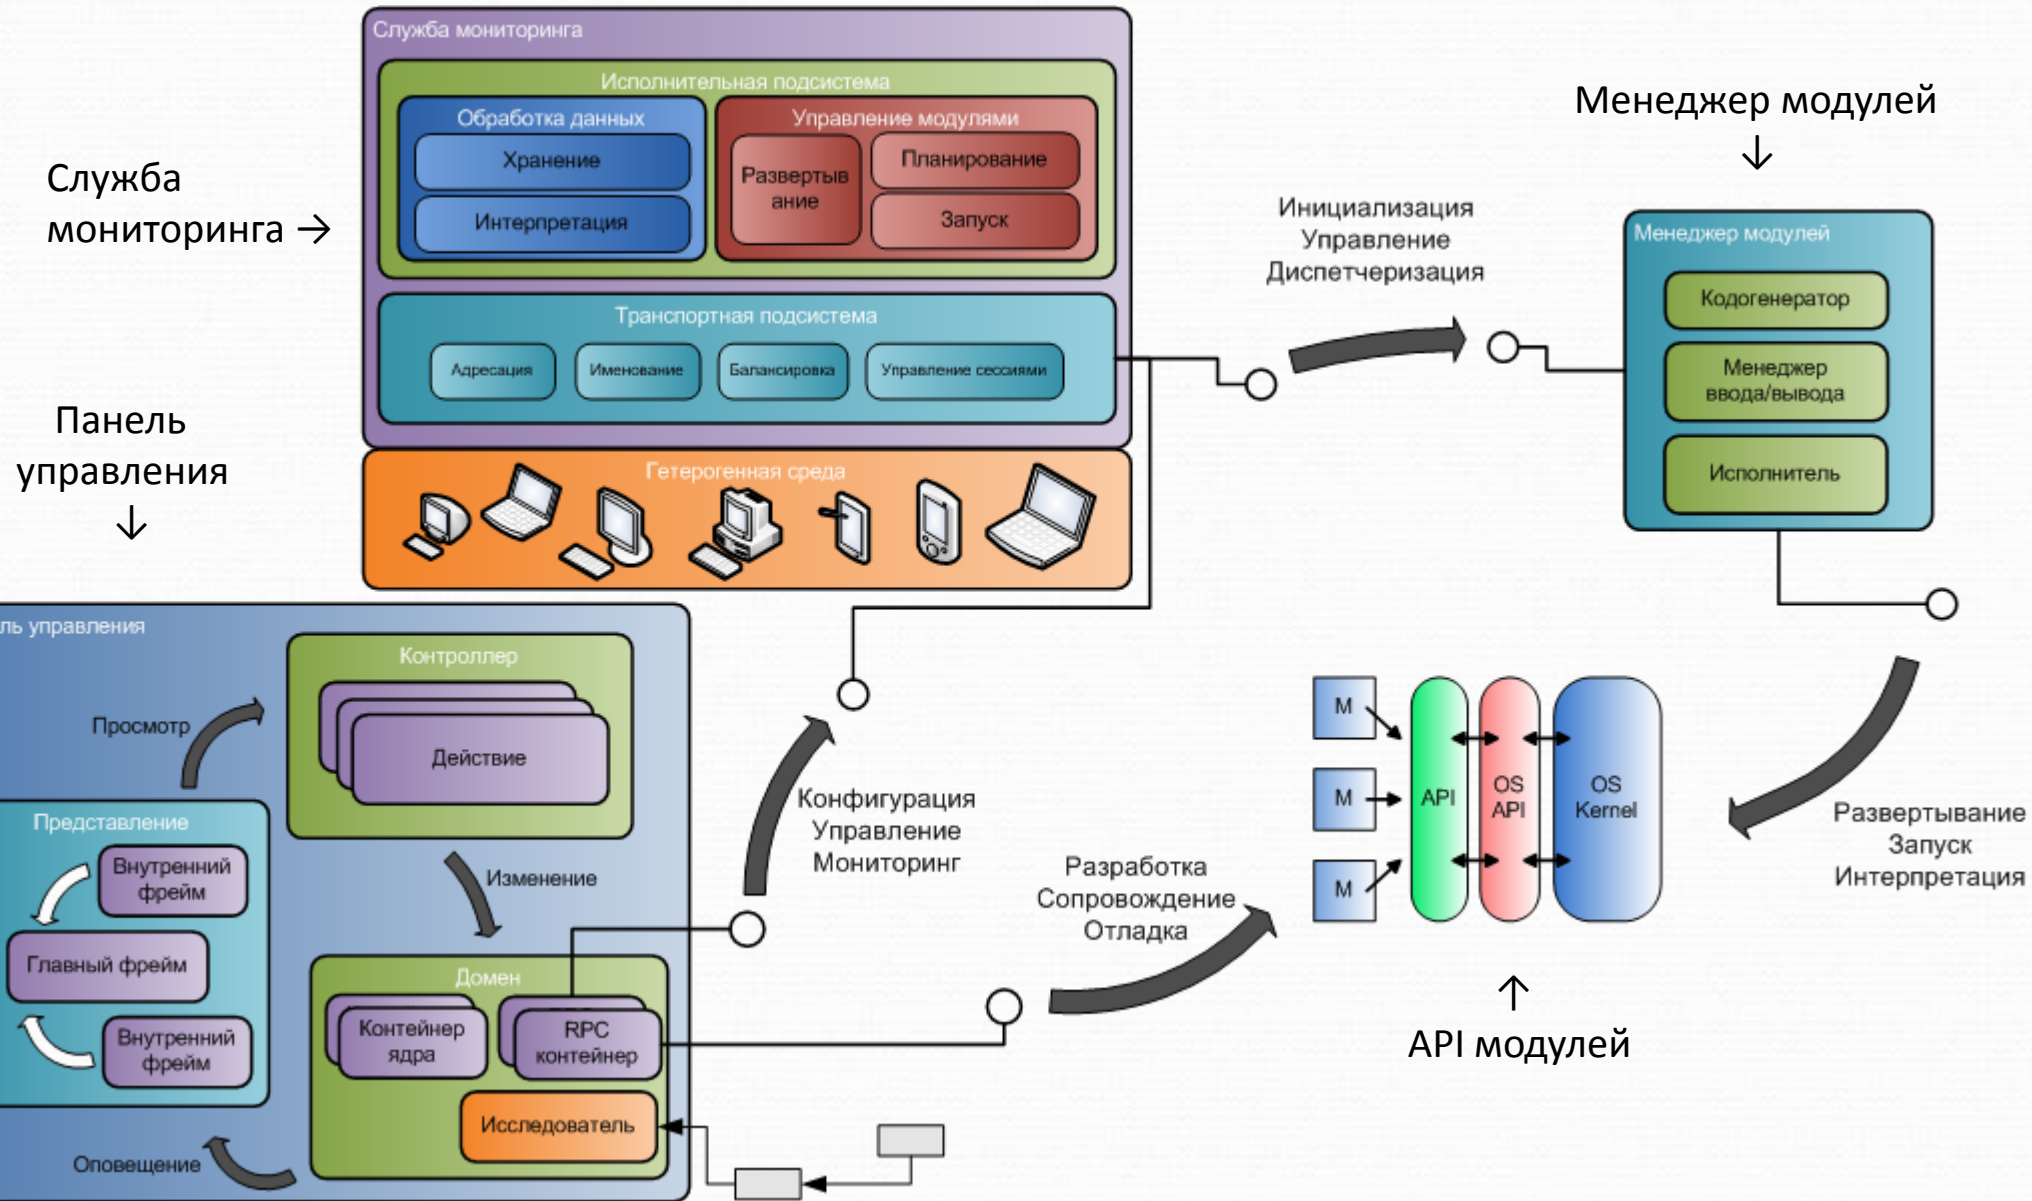 Служба мониторинга
Исполнительная подсистема
Обработка данных
Хранение
Интерпретация
Управление модулями
Развертыв
ание
Планирование
Запуск
Транспортная подсистема
Адресация
Именование
Балансировка
Управление сессиями
Гетерогенная среда
Служба
мониторинга →
Панель
управления
↓
Менеджер модулей
↓
Инициализация
Управление
Диспетчеризация
Менеджер модулей
Кодогенератор
Менеджер
ввода/вывода
Исполнитель
ль управления
Контроллер
Действие
Просмотр
Представление
Внутренний
фрейм
Главный фрейм
Внутренний
фрейм
Изменение
Домен
Контейнер
ядра
RPC
контейнер
Исследователь
Оповещение
Конфигурация
Управление
Мониторинг
Разработка
Сопровождение
Отладка
M
M
M
API
OS
API
OS
Kernel
Развертывание
Запуск
Интерпретация
↑
API модулей